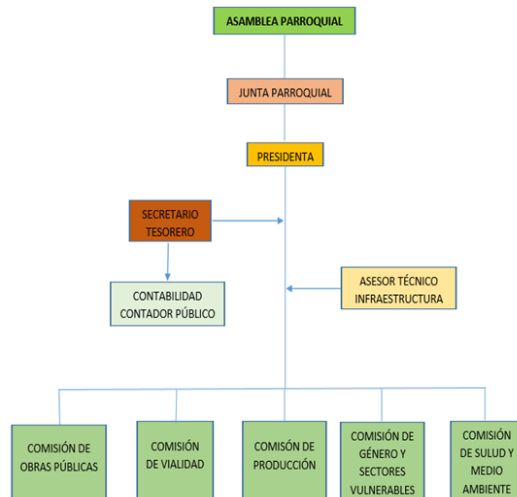 ASAMBLEA PARROQUIAL
JUNTA PARROQUIAL
PRESIDENTA
SECRETARIO
TESORERO
CONTABILIDAD
CONTADOR PÚBLICO
ASESOR TÉCNICO
INFRAESTRUCTURA
COMISIÓN DE
OBRAS PÚBLICAS
COMISIÓN
DE VIALIDAD
COMISÓN DE
PRODUCCIÓN
COMISIÓN DE
GÉNERO Y
SECTORES
VULNERABLES
COMISIÓN
DE SULUD Y
MEDIO
AMBIENTE